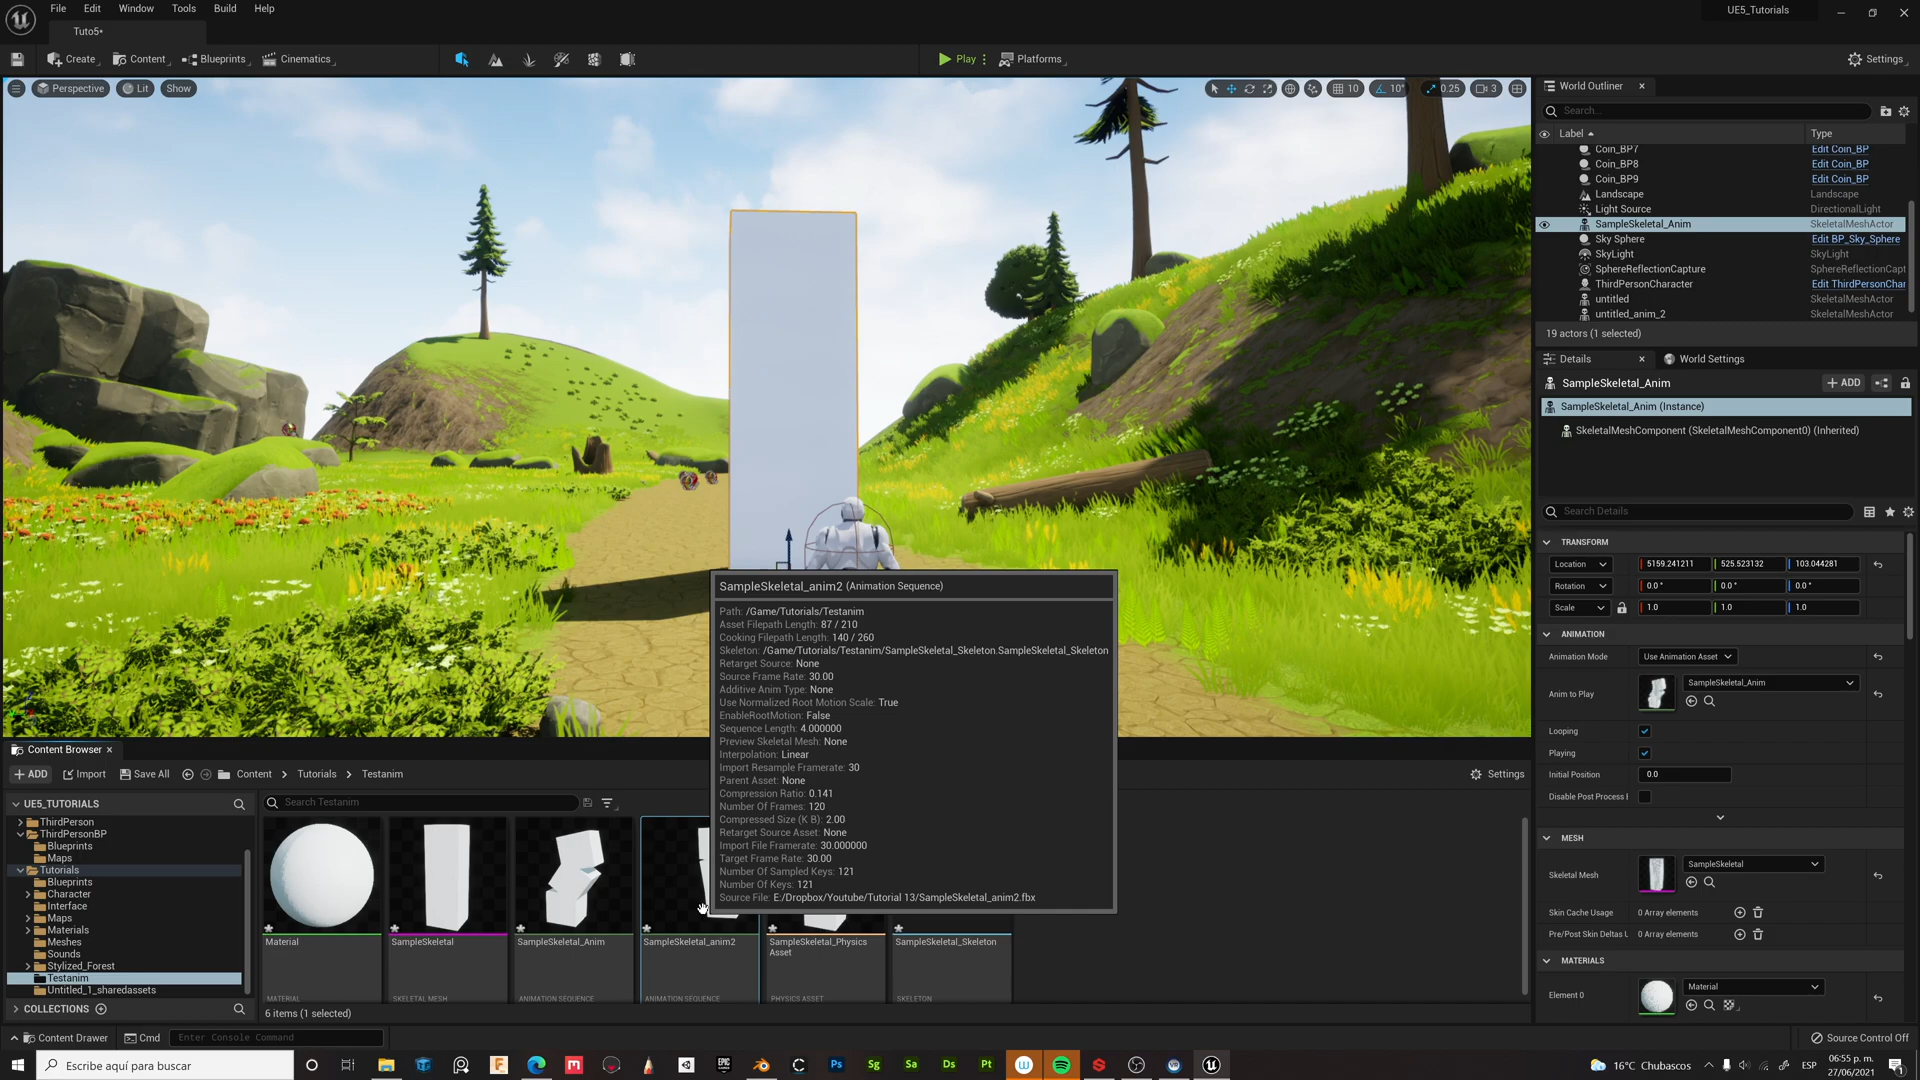 File Edit Window Tools Build Help
UE5_Tutorials
Tuto5*
Create Content Blueprints Cinematics
Play Platforms
Settings
Perspective Lit Show
10 10° 0.25 3
World Outliner
Search...
Label Type
Coin_BP7 Edit Coin_BP
Coin_BP8 Edit Coin_BP
Coin_BP9 Edit Coin_BP
Landscape Landscape
Light Source DirectionalLight
SampleSkeletal_Anim SkeletalMeshActor
Sky Sphere Edit BP_Sky_Sphere
SkyLight SkyLight
SphereReflectionCapture SphereReflectionCapt
ThirdPersonCharacter Edit ThirdPersonChar
untitled SkeletalMeshActor
untitled_anim_2 SkeletalMeshActor
19 actors (1 selected)
Details World Settings
SampleSkeletal_Anim
ADD
SampleSkeletal_Anim (Instance)
SkeletalMeshComponent (SkeletalMeshComponent0) (Inherited)
Search Details
TRANSFORM
Location 5159.241211 525.523132 103.044281
Rotation 0.0° 0.0° 0.0°
Scale 1.0 1.0 1.0
ANIMATION
Animation Mode Use Animation Asset
Anim to Play SampleSkeletal_Anim
Looping
Playing
Initial Position 0.0
Disable Post Process
MESH
Skeletal Mesh SampleSkeletal
Skin Cache Usage 0 Array elements
Pre/Post Skin Deltas U 0 Array elements
MATERIALS
Element 0 Material
SampleSkeletal_anim2 (Animation Sequence)
Path: /Game/Tutorials/Testanim
Asset Filepath Length: 87 / 210
Cooking Filepath Length: 140 / 260
Skeleton: /Game/Tutorials/Testanim/SampleSkeletal_Skeleton.SampleSkeletal_Skeleton
Retarget Source: None
Source Frame Rate: 30.00
Additive Anim Type: None
Use Normalized Root Motion Scale: True
EnableRootMotion: False
Sequence Length: 4.000000
Preview Skeletal Mesh: None
Interpolation: Linear
Import Resample Framerate: 30
Parent Asset: None
Compression Ratio: 0.141
Number Of Frames: 120
Compressed Size (K B): 2.00
Retarget Source Asset: None
Import File Framerate: 30.000000
Target Frame Rate: 30.00
Number Of Sampled Keys: 121
Number Of Keys: 121
Source File: E:/Dropbox/Youtube/Tutorial 13/SampleSkeletal_anim2.fbx
Content Browser
ADD Import Save All Content Tutorials Testanim
Settings
UE5_TUTORIALS
Search Testanim
ThirdPerson
ThirdPersonBP
Blueprints
Maps
Tutorials
Blueprints
Character
Interface
Maps
Materials
Meshes
Sounds
Stylized_Forest
Testanim
Untitled_1_sharedassets
COLLECTIONS
Material SampleSkeletal SampleSkeletal_Anim SampleSkeletal_anim2 SampleSkeletal_Physics SampleSkeletal_Skeleton
Asset
MATERIAL SKELETAL MESH ANIMATION SEQUENCE ANIMATION SEQUENCE PHYSICS ASSET SKELETON
6 items (1 selected)
Content Drawer Cmd Enter Console Command
Source Control Off
Escribe aquí para buscar
EPIC Ps Sg Sa Ds Pt
16°C Chubascos ESP
06:55 p. m.
27/06/2021